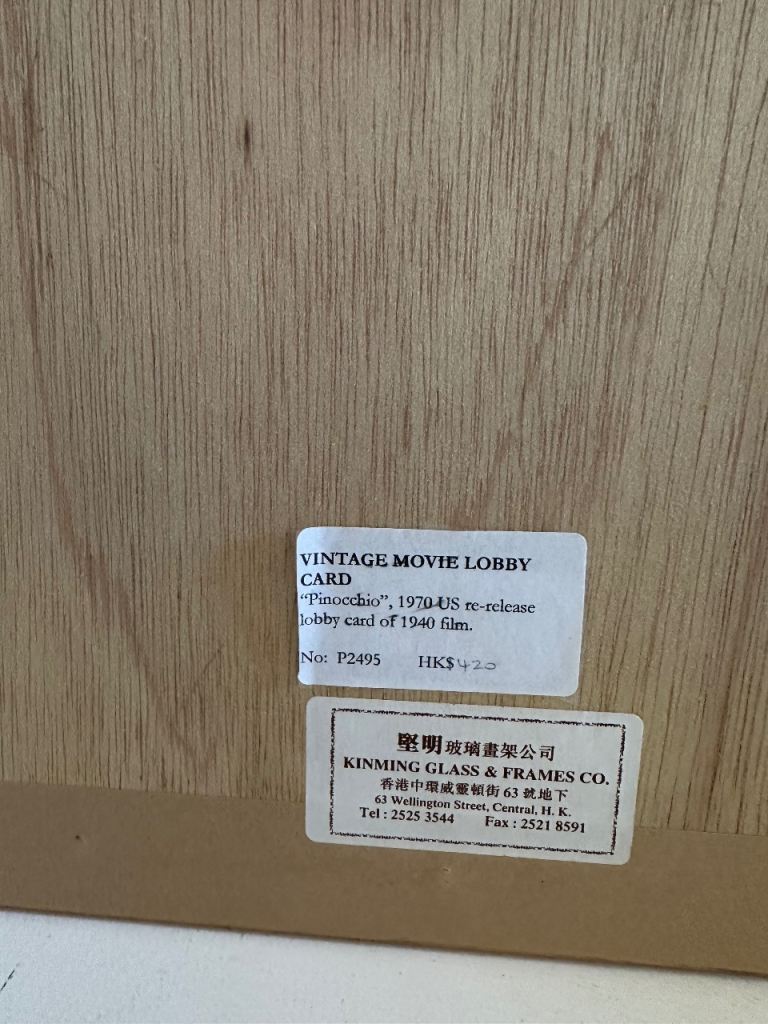 VINTAGE MOVIE LOBBY
CARD
“Pinocchio”, 1970 US re-release
lobby card of 1940 film.
No: P2495 HK$420
堅明玻璃畫架公司
KINMING GLASS & FRAMES CO.
香港中環威靈頓街 63 號地下
63 Wellington Street, Central, H. K.
Tel : 2525 3544 Fax : 2521 8591